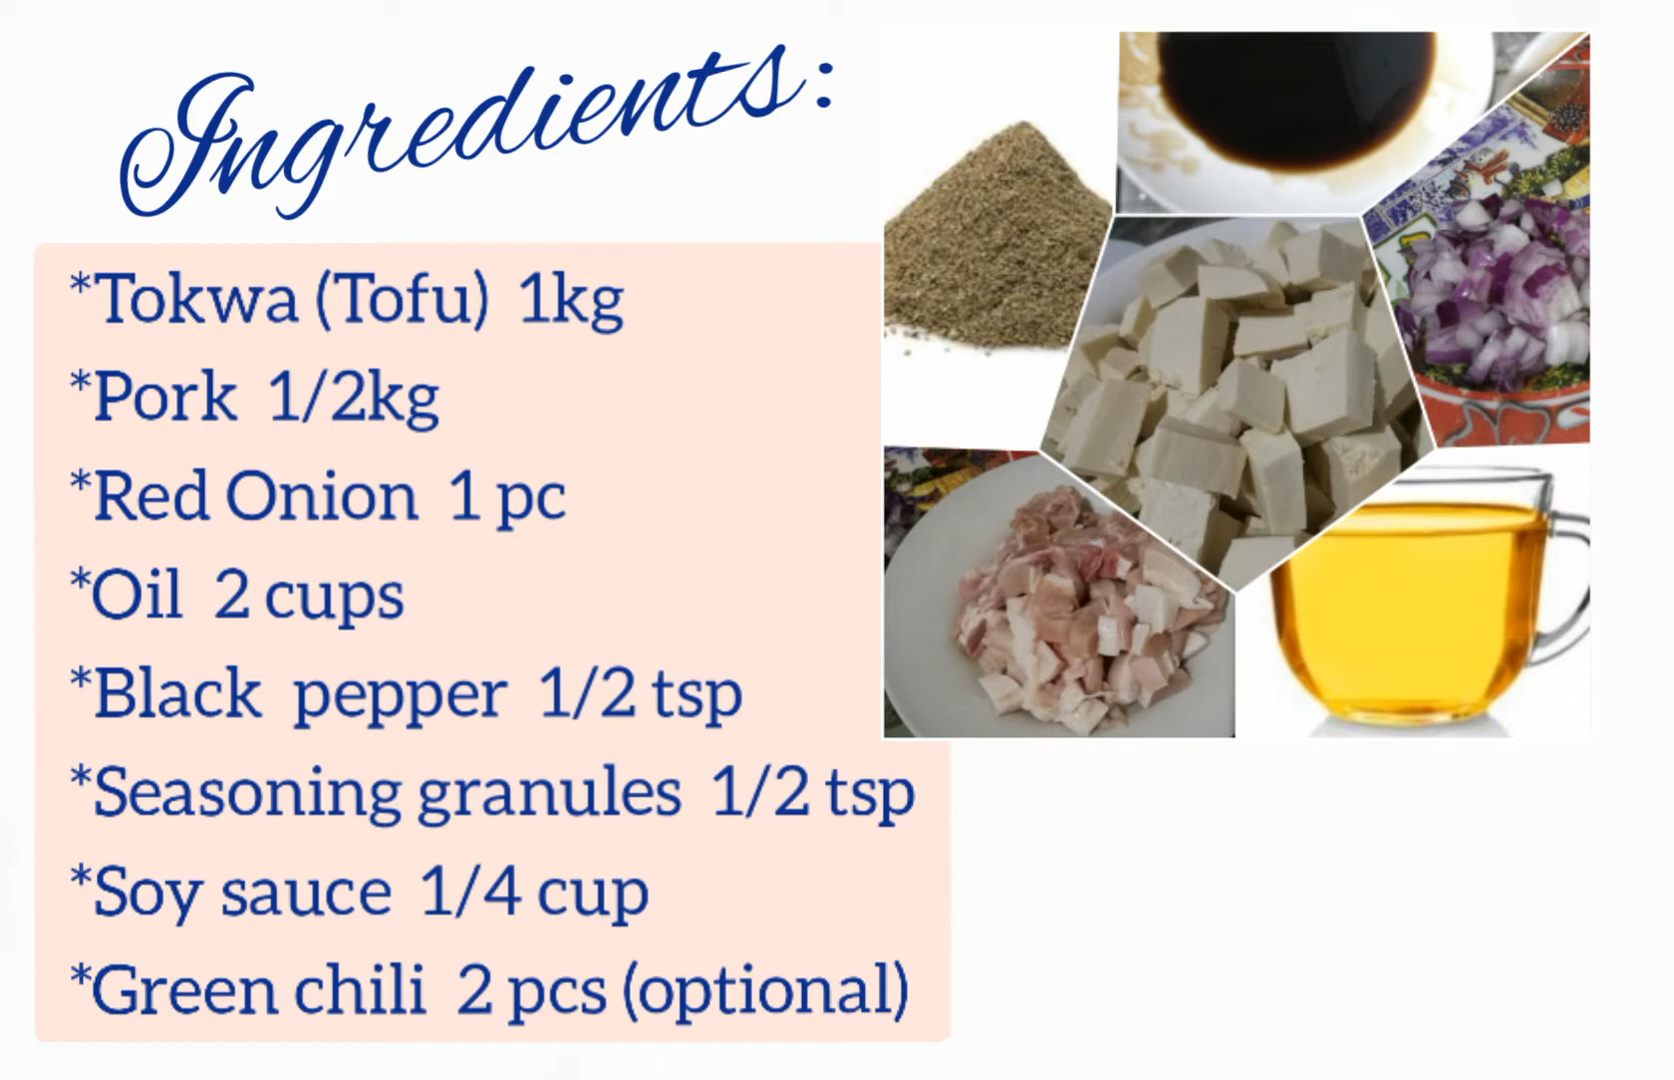 Ingredients:
*Tokwa (Tofu) 1kg
*Pork 1/2kg
*Red Onion 1 pc
*Oil 2 cups
*Black pepper 1/2 tsp
*Seasoning granules 1/2 tsp
*Soy sauce 1/4 cup
*Green chili 2 pcs (optional)